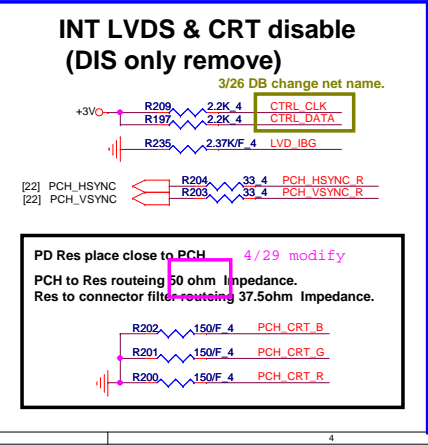 INT LVDS & CRT disable
(DIS only remove)
3/26 DB change net name.
+3V R209 2.2K_4 CTRL_CLK
R197 2.2K_4 CTRL_DATA
R235 2.37K/F_4 LVD_IBG
[22] PCH_HSYNC R204 33_4 PCH_HSYNC_R
[22] PCH_VSYNC R203 33_4 PCH_VSYNC_R
PD Res place close to PCH 4/29 modify
PCH to Res routeing 50 ohm Impedance.
Res to connector filter routeing 37.5ohm Impedance.
R202 150/F_4 PCH_CRT_B
R201 150/F_4 PCH_CRT_G
R200 150/F_4 PCH_CRT_R
4